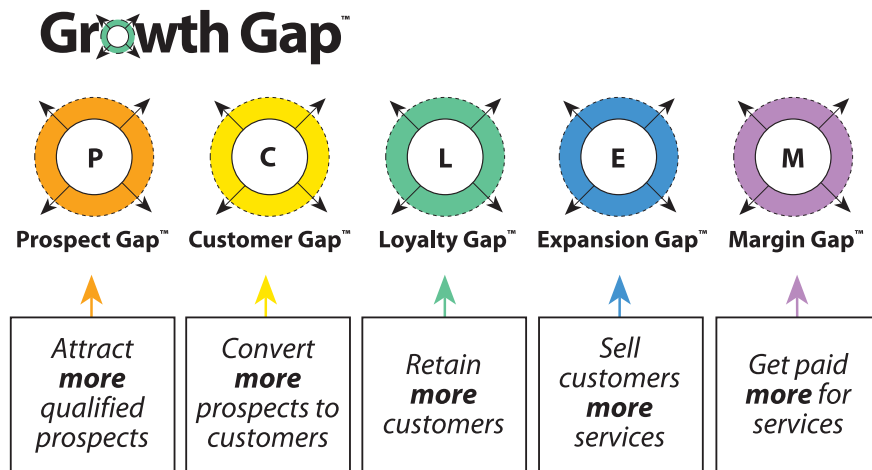 Growth Gap™
P C L E M
Prospect Gap™ Customer Gap™ Loyalty Gap™ Expansion Gap™ Margin Gap™
Attract
more
qualified
prospects
Convert
more
prospects to
customers
Retain
more
customers
Sell
customers
more
services
Get paid
more for
services